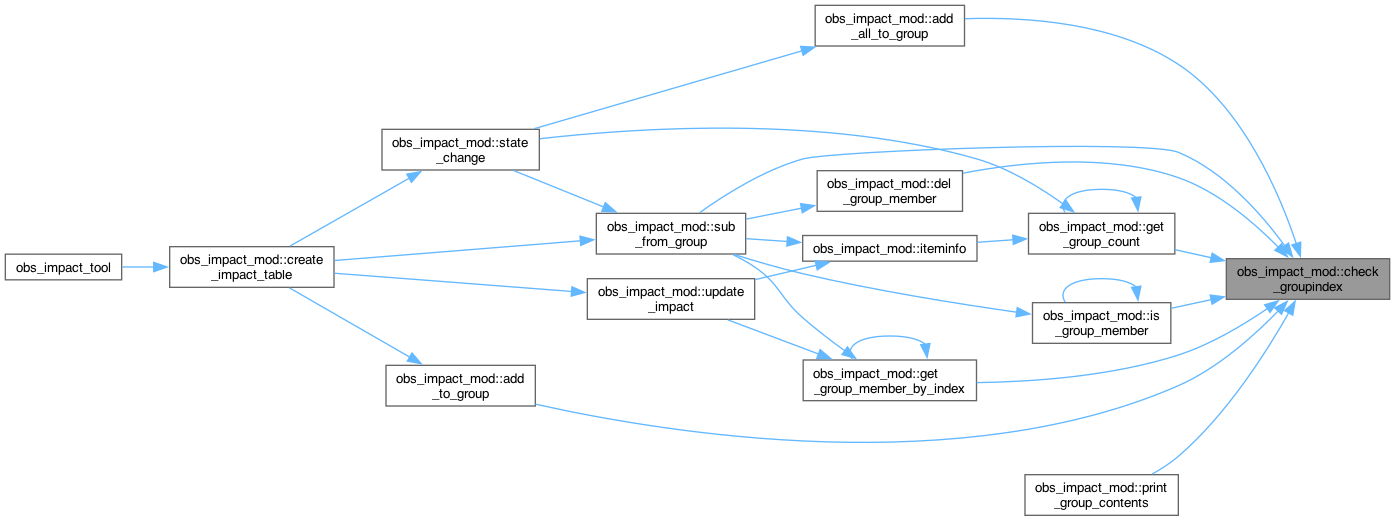 obs_impact_mod::add
_all_to_group
obs_impact_mod::state
_change
obs_impact_mod::del
_group_member
obs_impact_mod::sub
_from_group
obs_impact_mod::get
_group_count
obs_impact_mod::iteminfo
obs_impact_tool
obs_impact_mod::create
_impact_table
obs_impact_mod::check
_groupindex
obs_impact_mod::update
_impact
obs_impact_mod::is
_group_member
obs_impact_mod::get
_group_member_by_index
obs_impact_mod::add
_to_group
obs_impact_mod::print
_group_contents